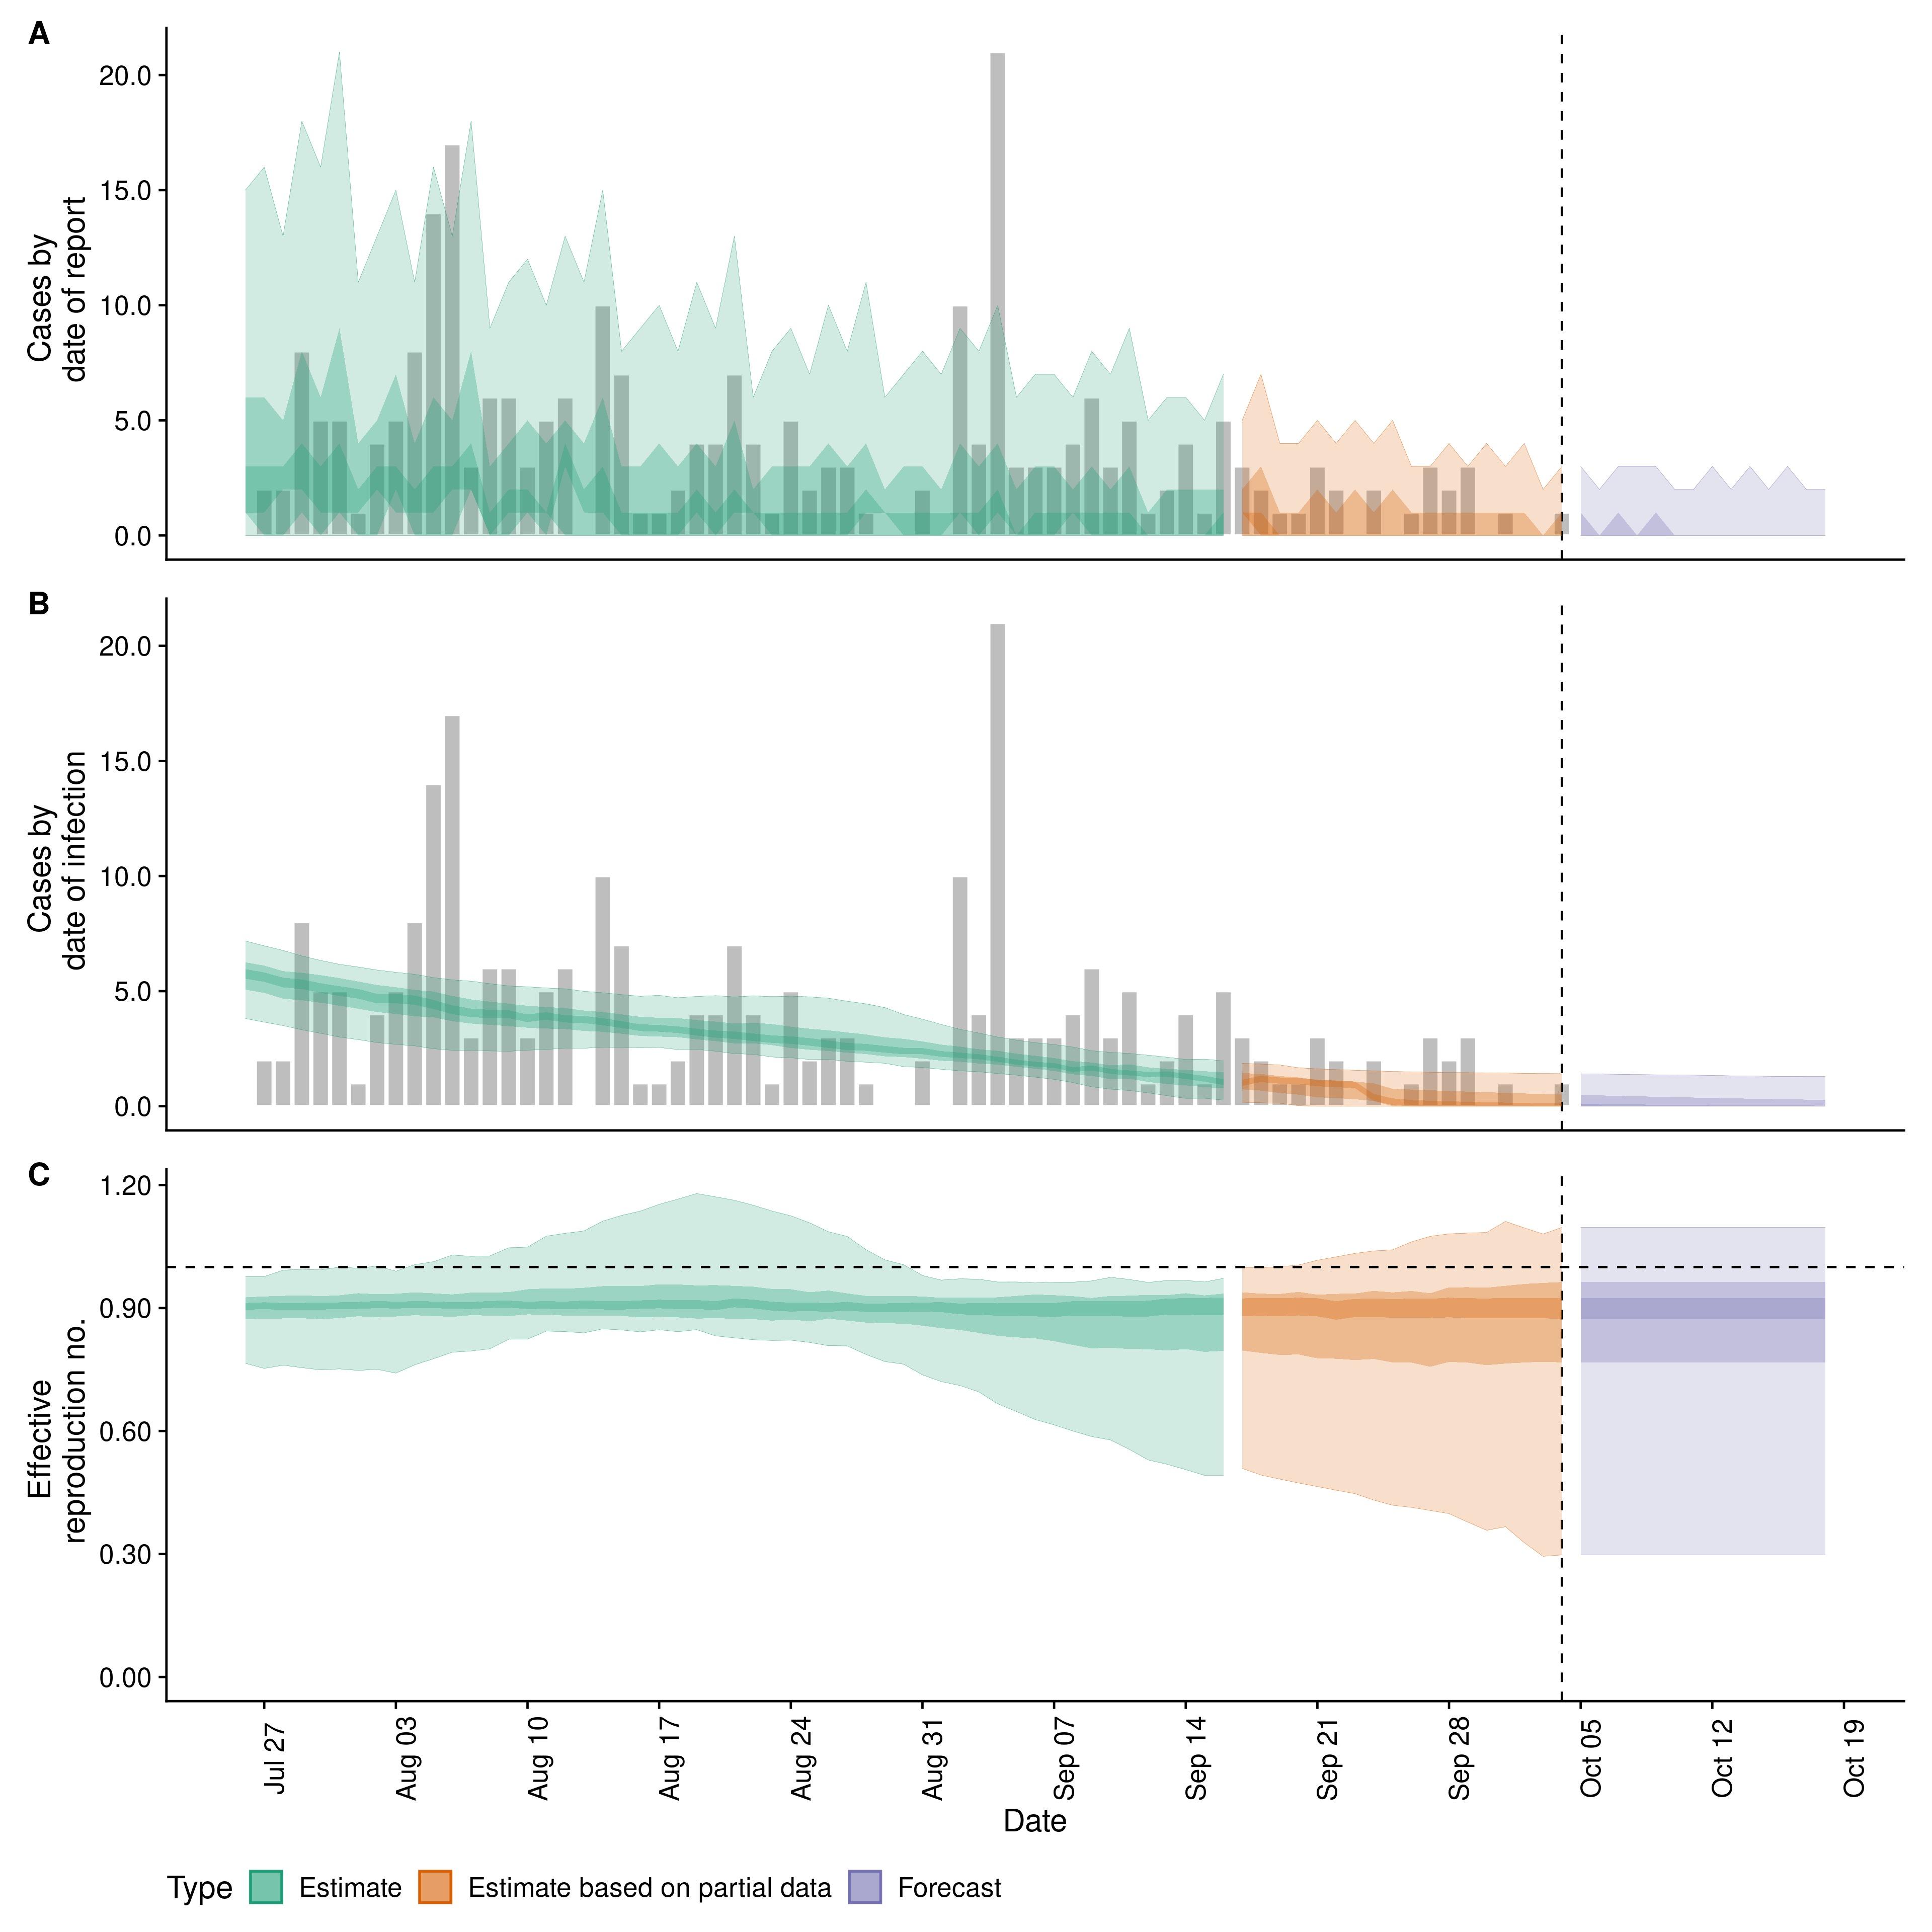 A
Cases by
date of report
20.0
15.0
10.0
5.0
0.0
B
Cases by
date of infection
20.0
15.0
10.0
5.0
0.0
C
Effective
reproduction no.
1.20
0.90
0.60
0.30
0.00
Jul 27
Aug 03
Aug 10
Aug 17
Aug 24
Aug 31
Sep 07
Sep 14
Sep 21
Sep 28
Oct 05
Oct 12
Oct 19
Date
Type Estimate Estimate based on partial data Forecast